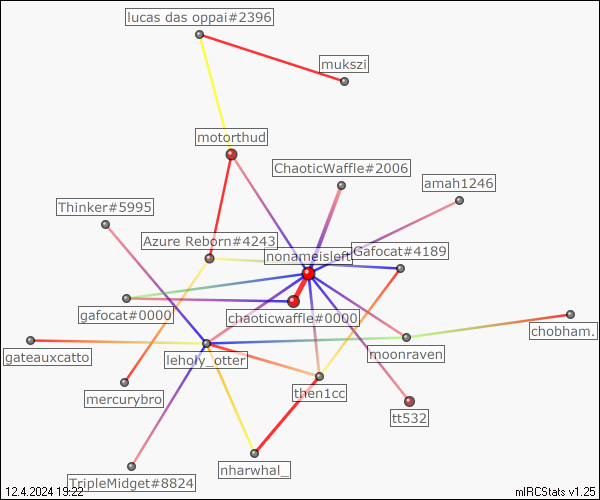 lucas das oppai#2396
mukszi
motorthud
ChaoticWaffle#2006
amah1246
Thinker#5995
Azure Reborn#4243
nonameisleft
Gafocat#4189
gafocat#0000
chaoticwaffle#0000
chobham.
gateauxcatto
leholy_otter
moonraven
mercurybro
then1cc
tt532
nharwhal_
TripleMidget#8824
12.4.2024 19:22
mIRCStats v1.25